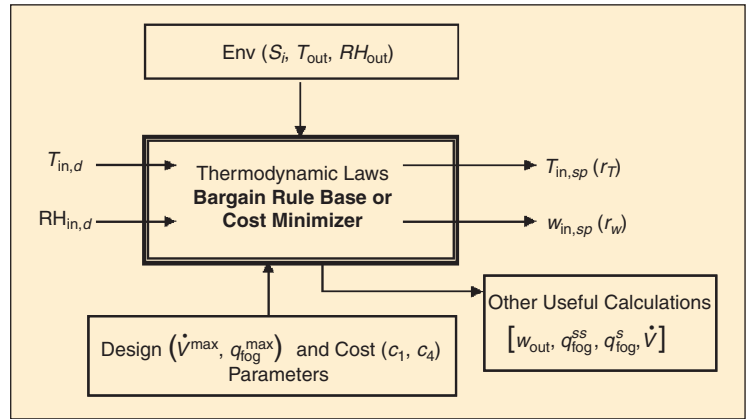 Env (Sᵢ, T_out, RH_out)
T_in,d
Thermodynamic Laws
T_in,sp (r_T)
Bargain Rule Base or
RH_in,d
Cost Minimizer
w_in,sp (r_w)
Other Useful Calculations
Design (V̇^max, q_fog^max) and Cost (c₁, c₄)
[w_out, q_fog^ss, q_fog^s, V̇]
Parameters